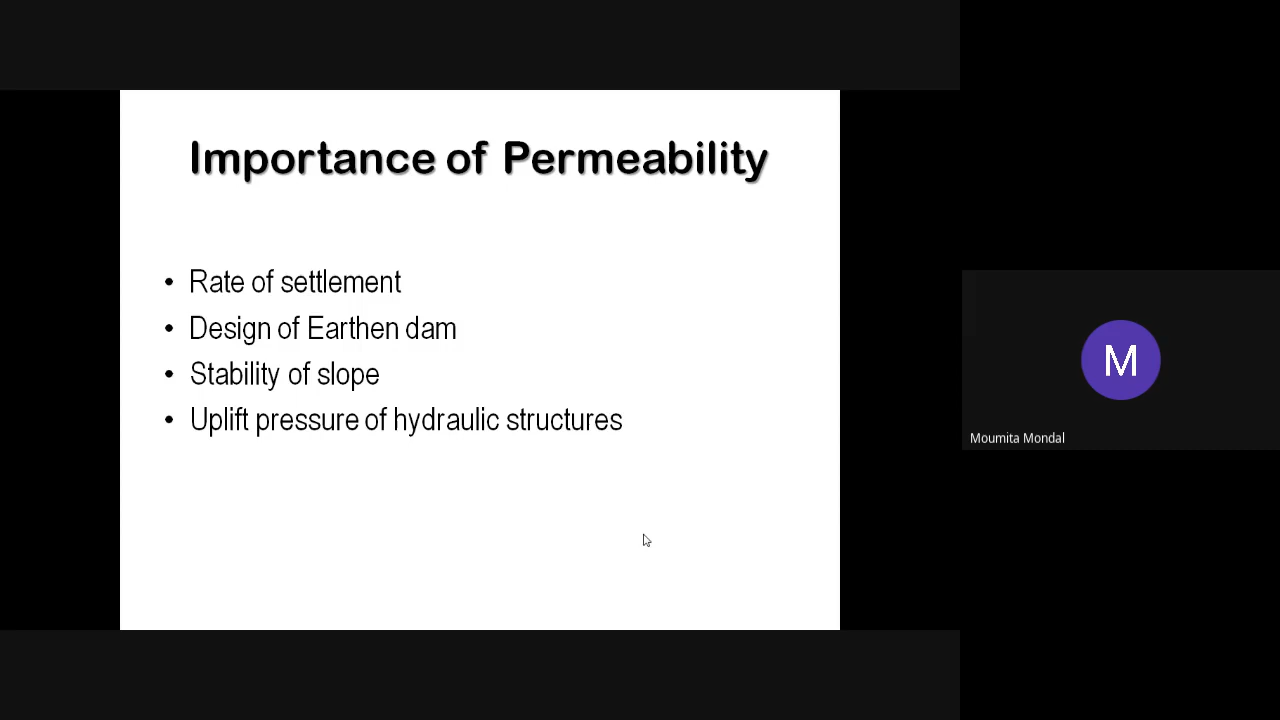 Importance of Permeability
• Rate of settlement
• Design of Earthen dam
• Stability of slope
• Uplift pressure of hydraulic structures
M
Moumita Mondal